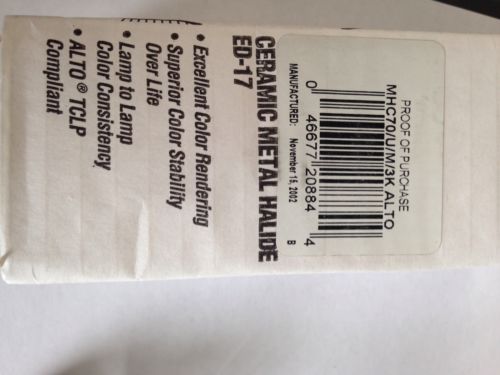 PROOF OF PURCHASE
MHC70/U/M/3K ALTO
0 46677 20884 4
MANUFACTURED: November 15, 2002 B
CERAMIC METAL HALIDE
ED-17
• Excellent Color Rendering
• Superior Color Stability
Over Life
• Lamp to Lamp
Color Consistency
• ALTO® TCLP
Compliant